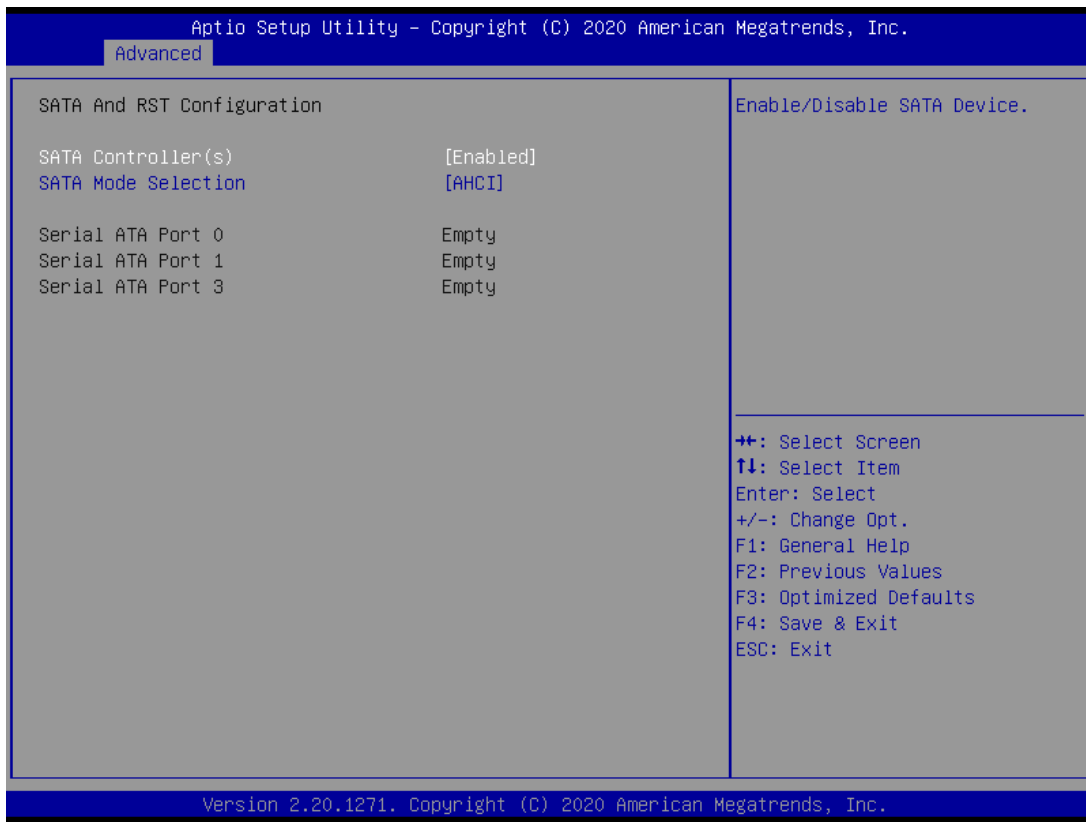 Aptio Setup Utility – Copyright (C) 2020 American Megatrends, Inc.
Advanced
SATA And RST Configuration
SATA Controller(s) [Enabled]
SATA Mode Selection [AHCI]
Serial ATA Port 0 Empty
Serial ATA Port 1 Empty
Serial ATA Port 3 Empty
Enable/Disable SATA Device.
→←: Select Screen
↑↓: Select Item
Enter: Select
+/-: Change Opt.
F1: General Help
F2: Previous Values
F3: Optimized Defaults
F4: Save & Exit
ESC: Exit
Version 2.20.1271. Copyright (C) 2020 American Megatrends, Inc.